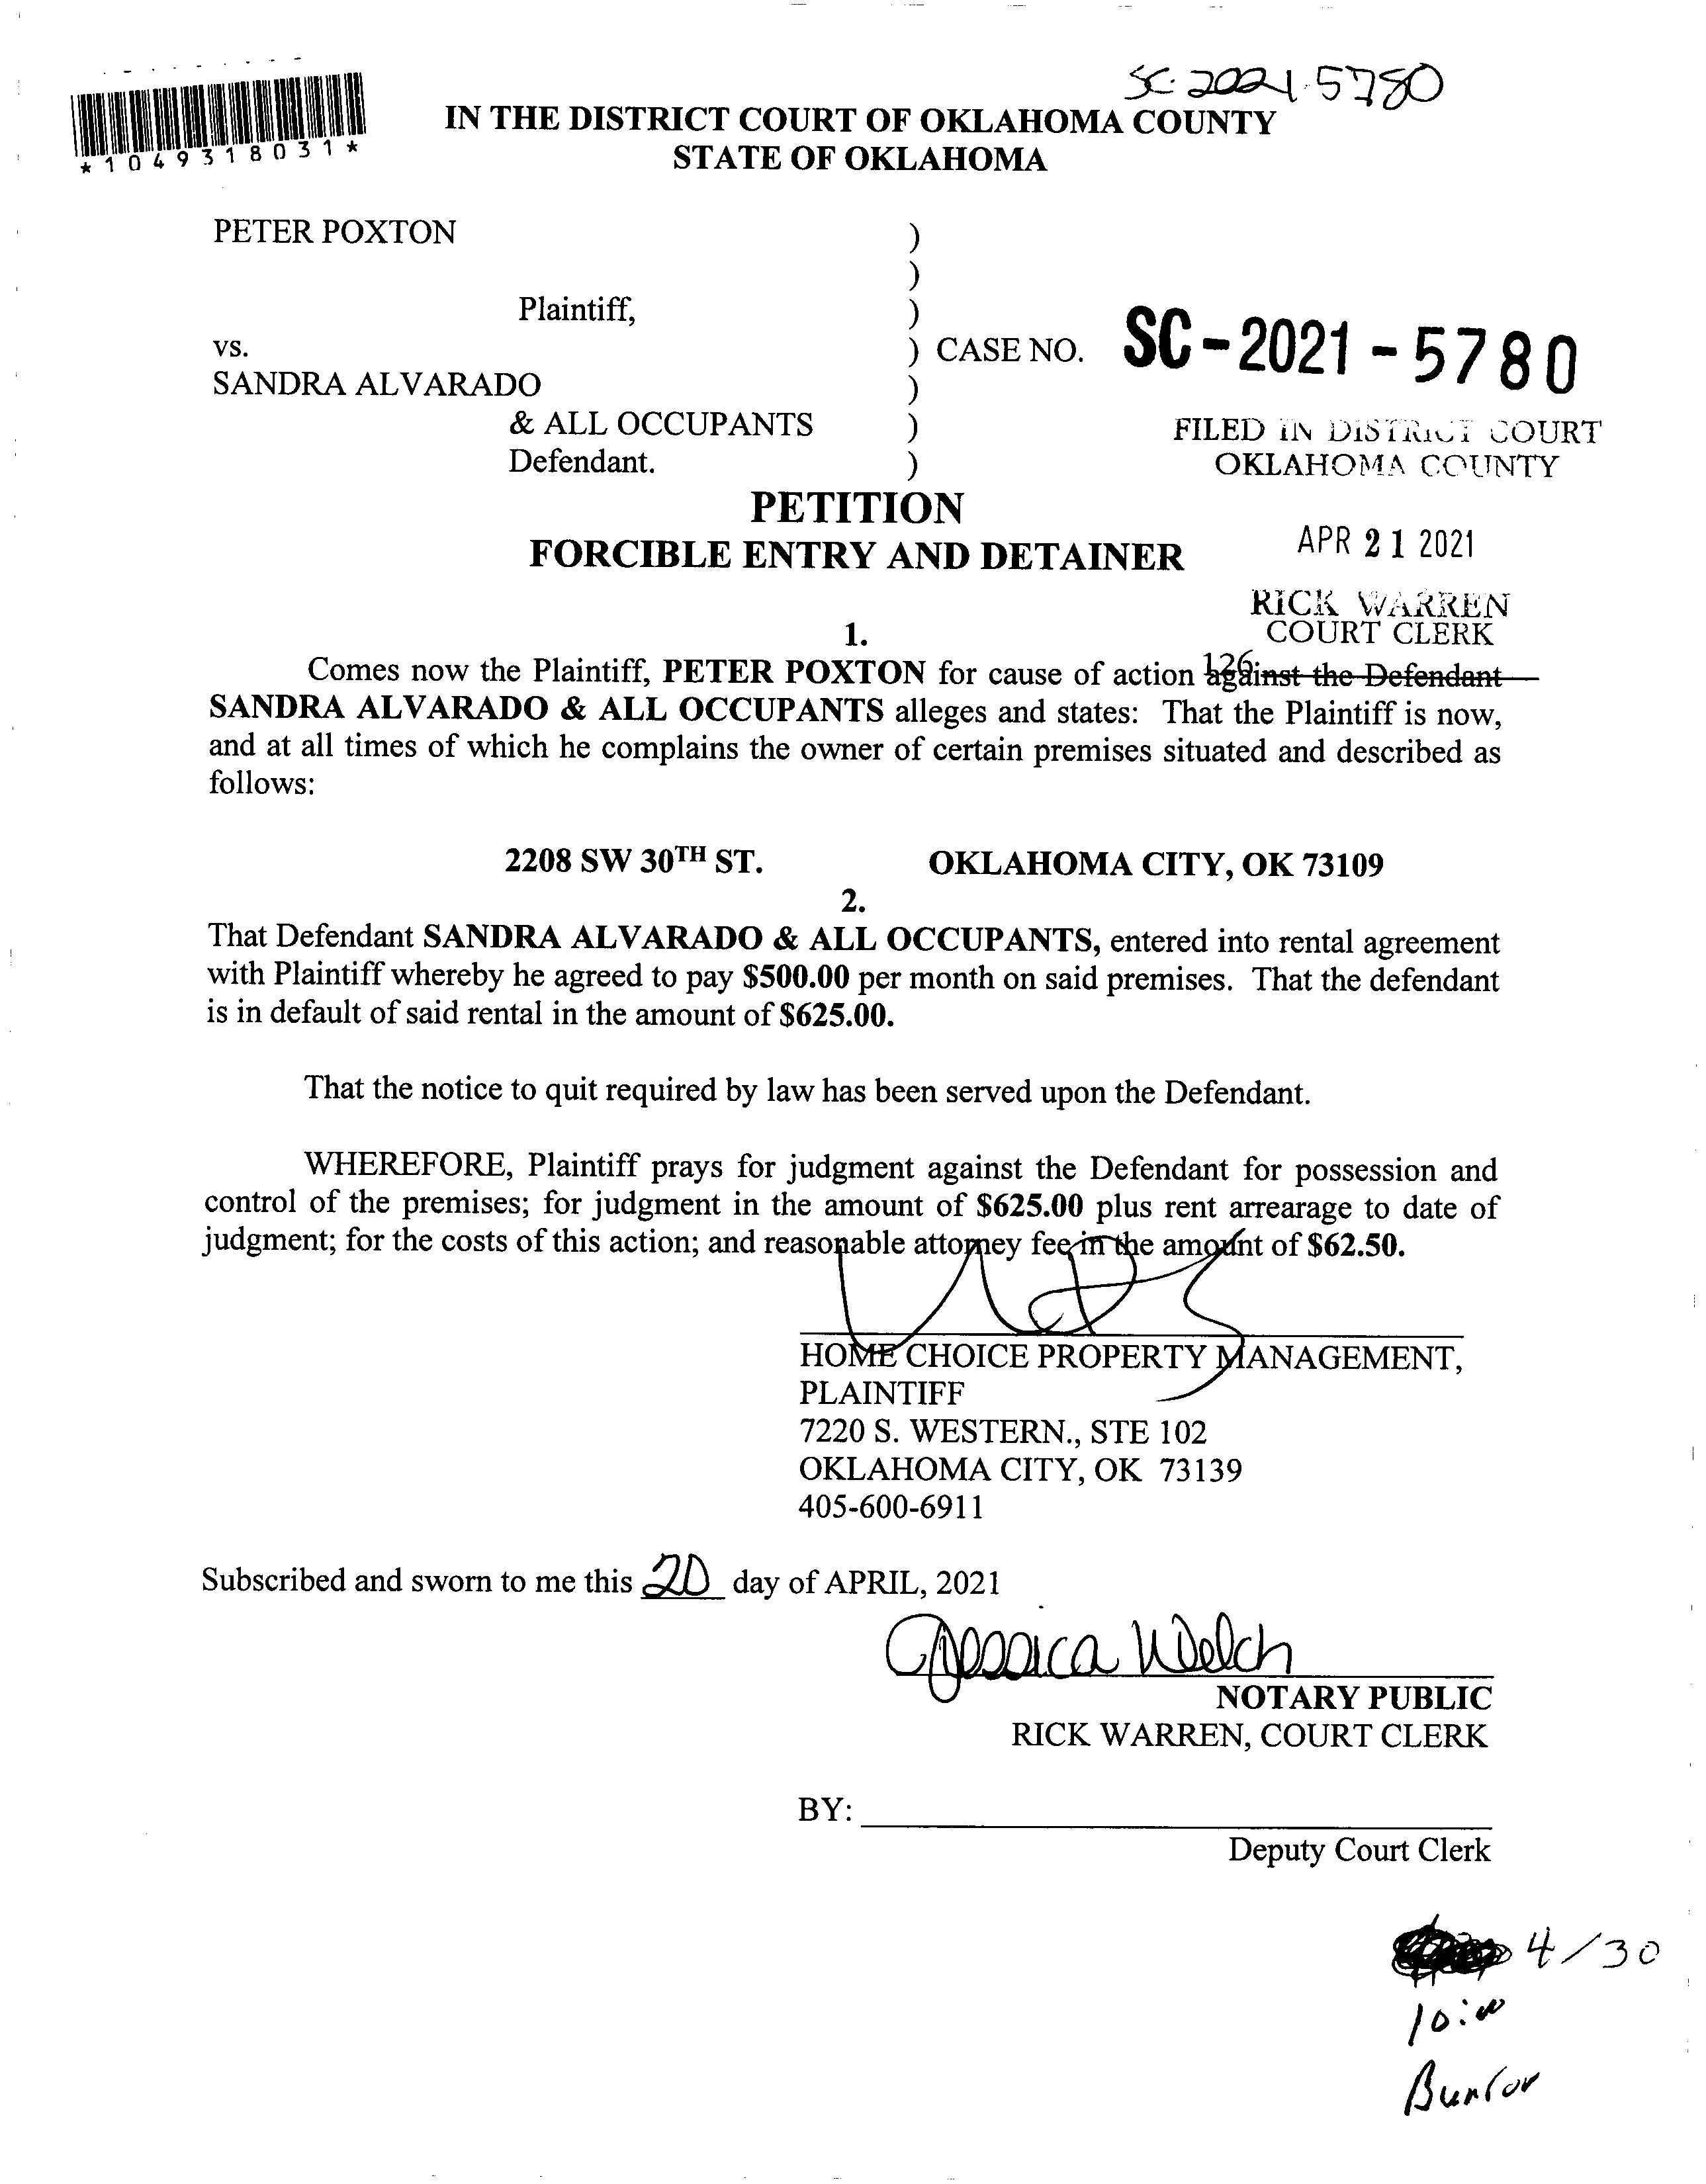 SC-2021-5780
*1049318031*
IN THE DISTRICT COURT OF OKLAHOMA COUNTY
STATE OF OKLAHOMA
PETER POXTON )
)
Plaintiff, )
vs. ) CASE NO. SC-2021-5780
SANDRA ALVARADO )
& ALL OCCUPANTS )
Defendant. )
FILED IN DISTRICT COURT
OKLAHOMA COUNTY
PETITION
FORCIBLE ENTRY AND DETAINER
APR 21 2021
RICK WARREN
COURT CLERK
1.
126
Comes now the Plaintiff, PETER POXTON for cause of action against the Defendant
SANDRA ALVARADO & ALL OCCUPANTS alleges and states: That the Plaintiff is now,
and at all times of which he complains the owner of certain premises situated and described as
follows:
2208 SW 30TH ST. OKLAHOMA CITY, OK 73109
2.
That Defendant SANDRA ALVARADO & ALL OCCUPANTS, entered into rental agreement
with Plaintiff whereby he agreed to pay $500.00 per month on said premises. That the defendant
is in default of said rental in the amount of $625.00.
That the notice to quit required by law has been served upon the Defendant.
WHEREFORE, Plaintiff prays for judgment against the Defendant for possession and
control of the premises; for judgment in the amount of $625.00 plus rent arrearage to date of
judgment; for the costs of this action; and reasonable attorney fee in the amount of $62.50.
HOME CHOICE PROPERTY MANAGEMENT,
PLAINTIFF
7220 S. WESTERN., STE 102
OKLAHOMA CITY, OK 73139
405-600-6911
Subscribed and sworn to me this 20 day of APRIL, 2021
Jessica Welch
NOTARY PUBLIC
RICK WARREN, COURT CLERK
BY:
Deputy Court Clerk
4/30
10:00